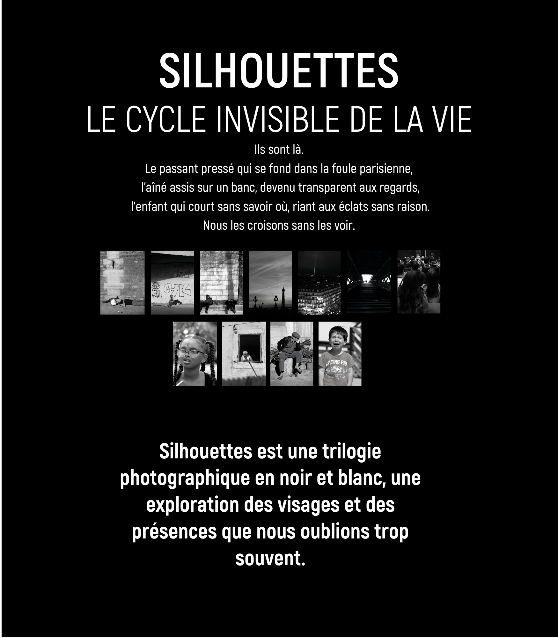 SILHOUETTES
LE CYCLE INVISIBLE DE LA VIE
Ils sont là.
Le passant pressé qui se fond dans la foule parisienne,
l'aîné assis sur un banc, devenu transparent aux regards,
l'enfant qui court sans savoir où, riant aux éclats sans raison.
Nous les croisons sans les voir.
Silhouettes est une trilogie
photographique en noir et blanc, une
exploration des visages et des
présences que nous oublions trop
souvent.